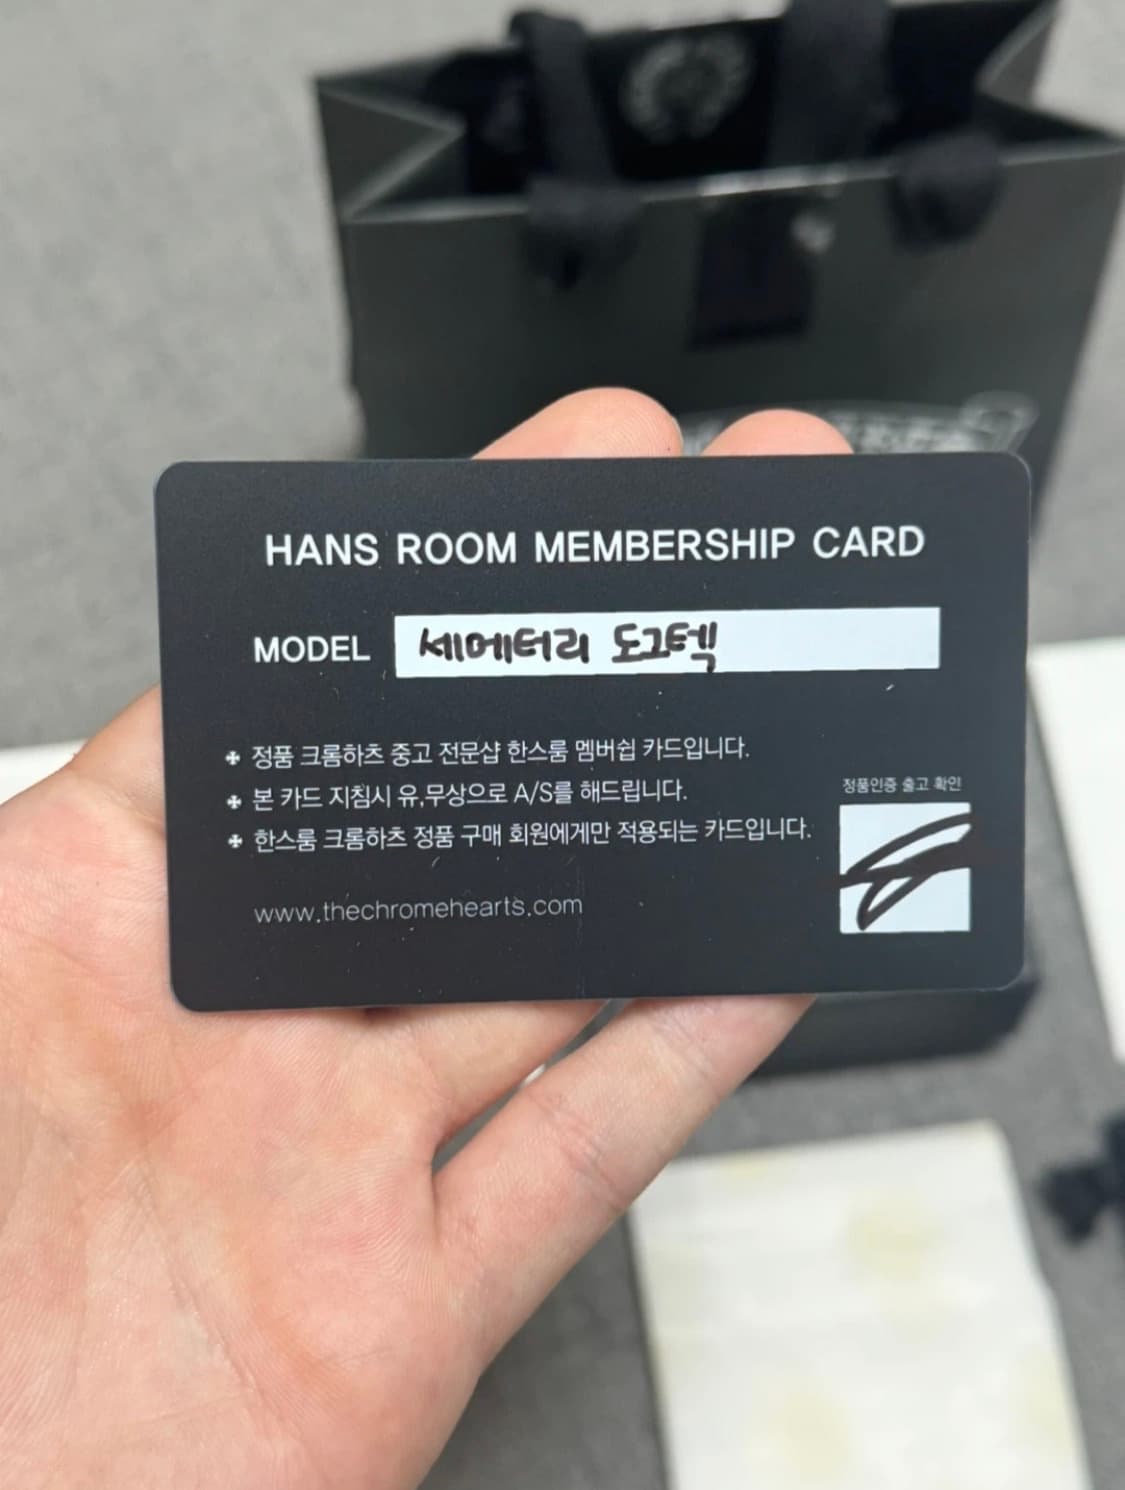 HANS ROOM MEMBERSHIP CARD
MODEL 세메터리 도그텍
정품 크롬하츠 중고 전문샵 한스룸 멤버쉽 카드입니다.
본 카드 지침시 유,무상으로 A/S를 해드립니다.
한스룸 크롬하츠 정품 구매 회원에게만 적용되는 카드입니다.
정품인증 출고 확인
www.thechromehearts.com